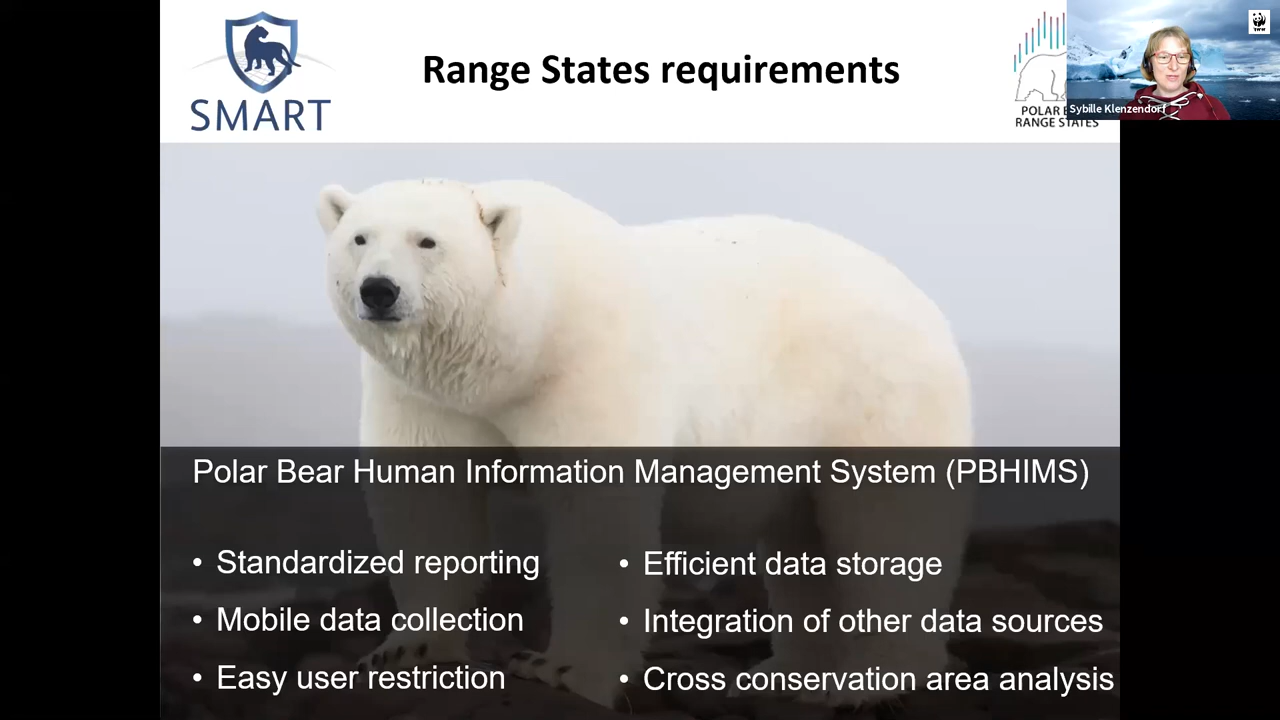 SMART
Range States requirements
POLAR B
RANGE STATES
Sybille Klenzendorf
WWF
Polar Bear Human Information Management System (PBHIMS)
• Standardized reporting
• Mobile data collection
• Easy user restriction
• Efficient data storage
• Integration of other data sources
• Cross conservation area analysis